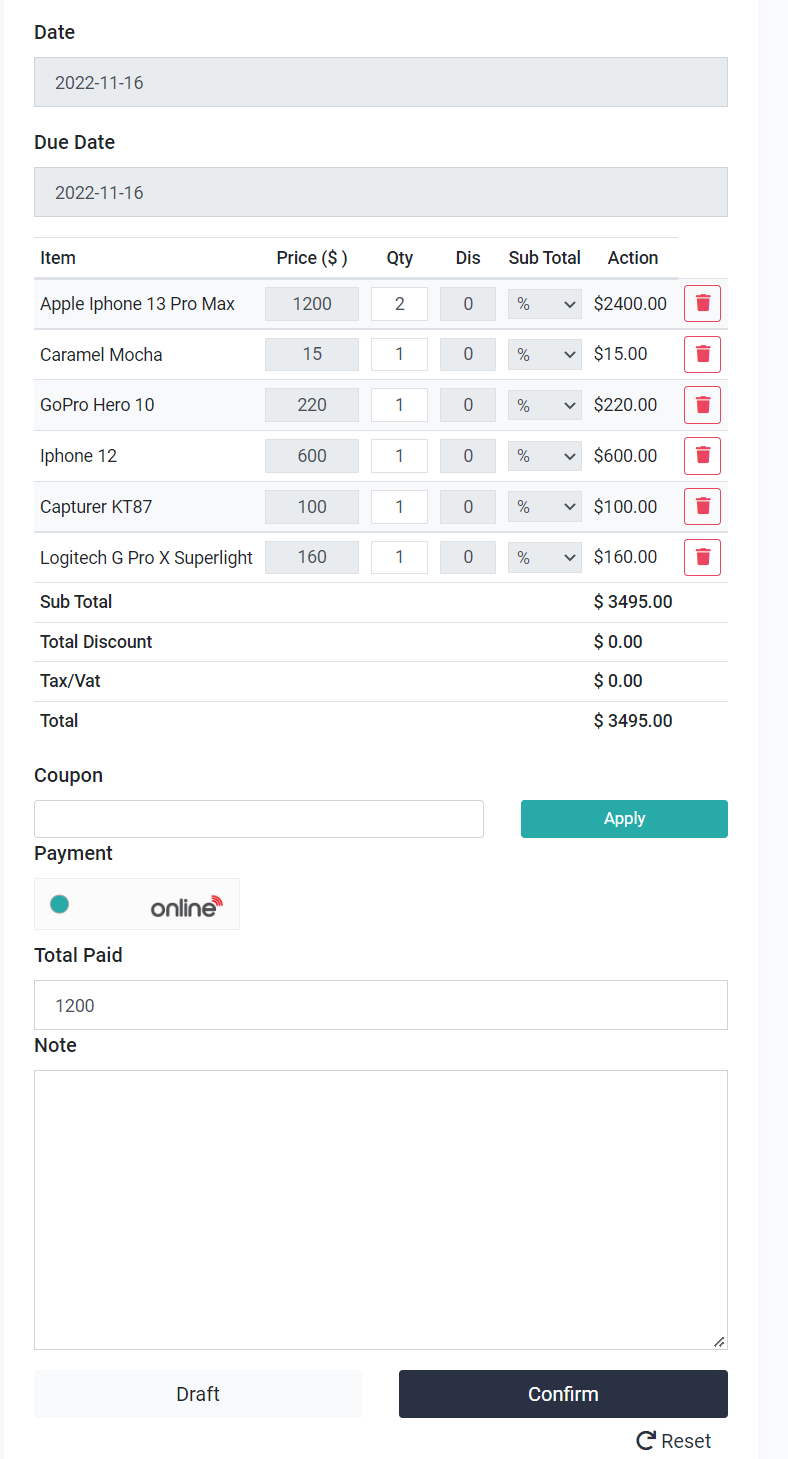 Date
2022-11-16
Due Date
2022-11-16
Item Price ($ ) Qty Dis Sub Total Action
Apple Iphone 13 Pro Max 1200 2 0 % $2400.00
Caramel Mocha 15 1 0 % $15.00
GoPro Hero 10 220 1 0 % $220.00
Iphone 12 600 1 0 % $600.00
Capturer KT87 100 1 0 % $100.00
Logitech G Pro X Superlight 160 1 0 % $160.00
Sub Total $ 3495.00
Total Discount $ 0.00
Tax/Vat $ 0.00
Total $ 3495.00
Coupon
Apply
Payment
online
Total Paid
1200
Note
Draft Confirm
Reset